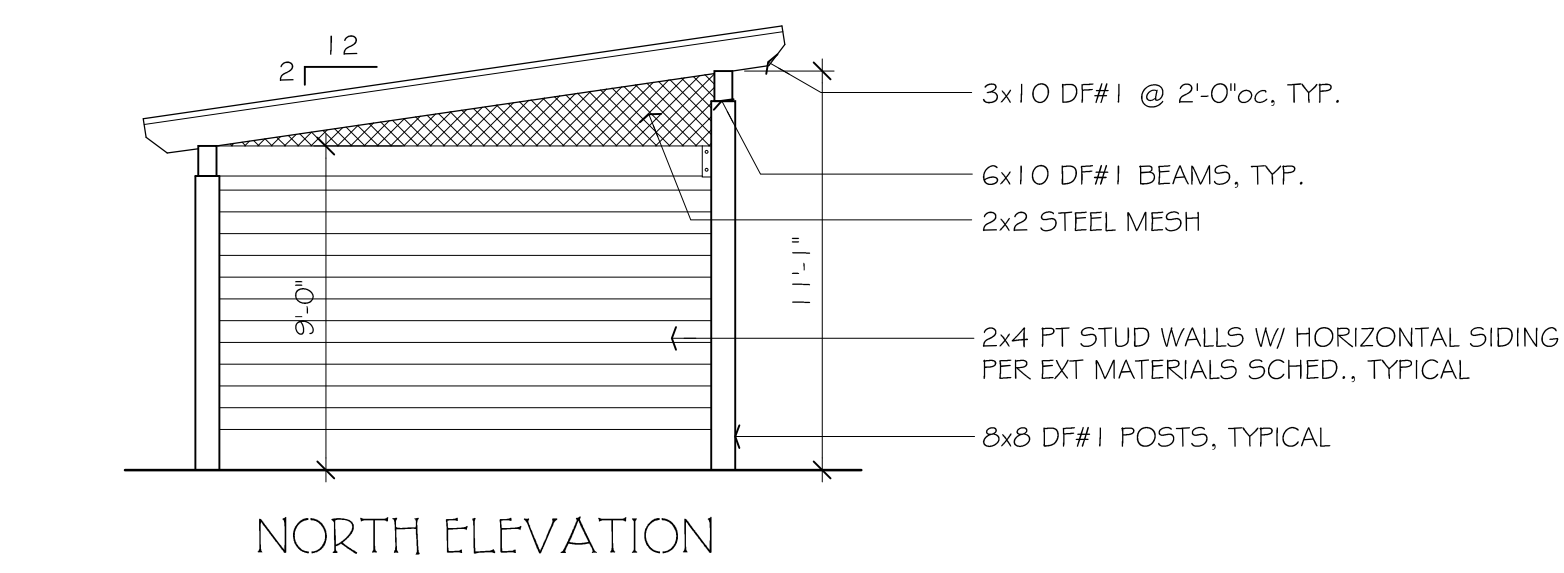 12
2
3x10 DF#1 @ 2'-0"oc, TYP.
6x10 DF#1 BEAMS, TYP.
2x2 STEEL MESH
11'-1"
9'-0"
2x4 PT STUD WALLS W/ HORIZONTAL SIDING
PER EXT MATERIALS SCHED., TYPICAL
8x8 DF#1 POSTS, TYPICAL
NORTH ELEVATION